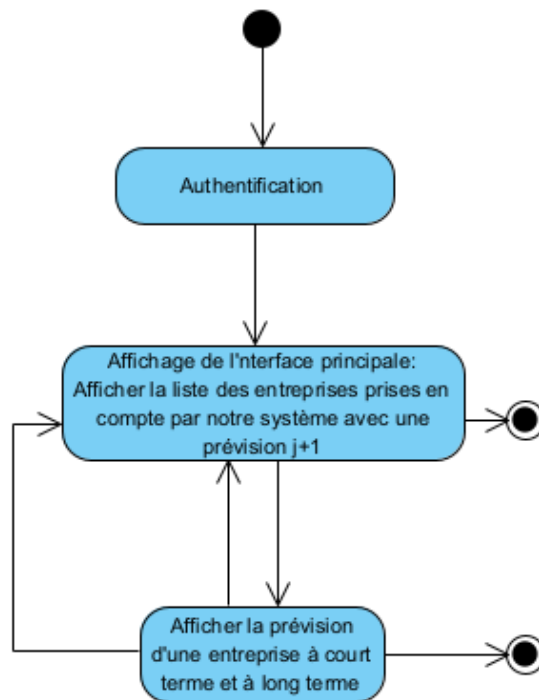 Authentification
Affichage de l'nterface principale:
Afficher la liste des entreprises prises en
compte par notre système avec une
prévision j+1
Afficher la prévision
d'une entreprise à court
terme et à long terme